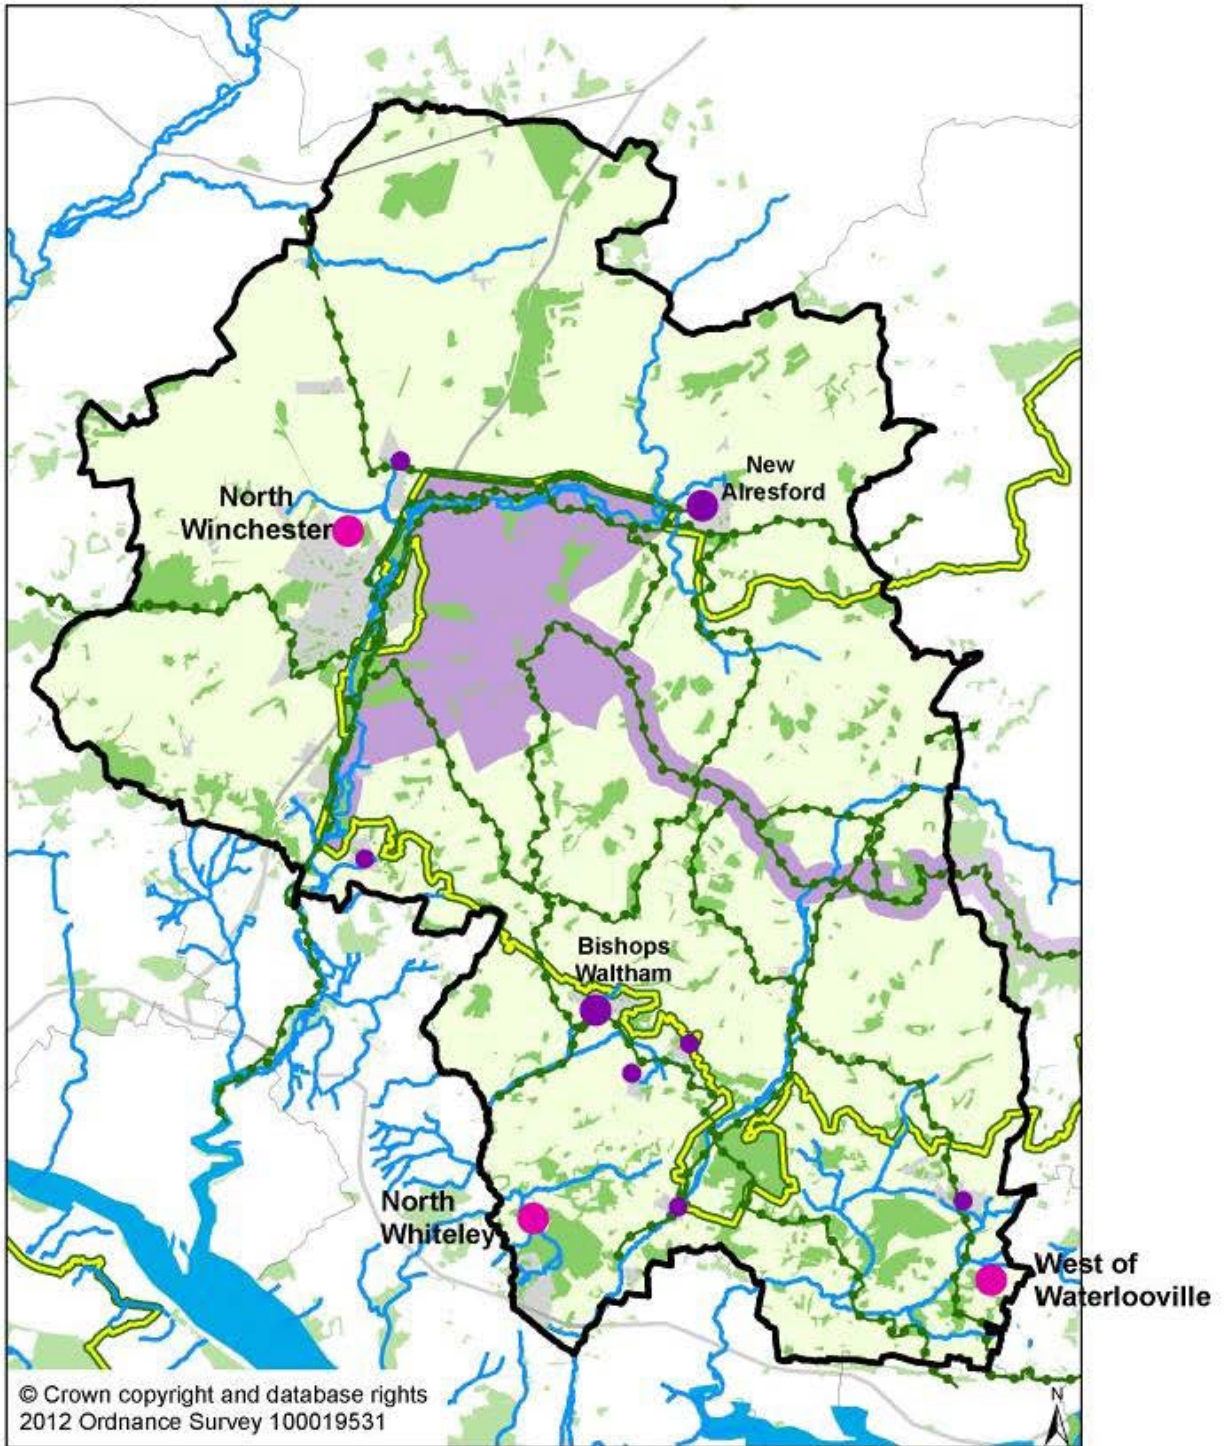 New
Alresford
North
Winchester
Bishops
Waltham
North
Whiteley
West of
Waterlooville
© Crown copyright and database rights
2012 Ordnance Survey 100019531
N